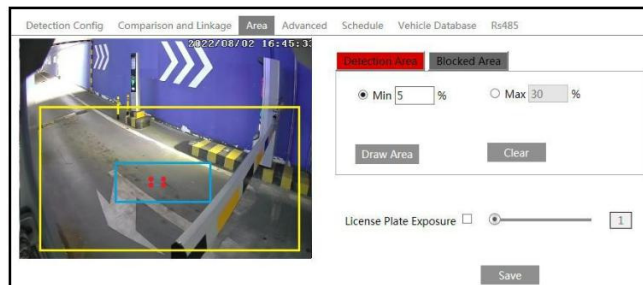 Detection Config Comparison and Linkage Area Advanced Schedule Vehicle Database Rs485
2022/08/02 16:45:33
Detection Area Blocked Area
Min 5 % Max 30 %
Draw Area Clear
License Plate Exposure 1
Save